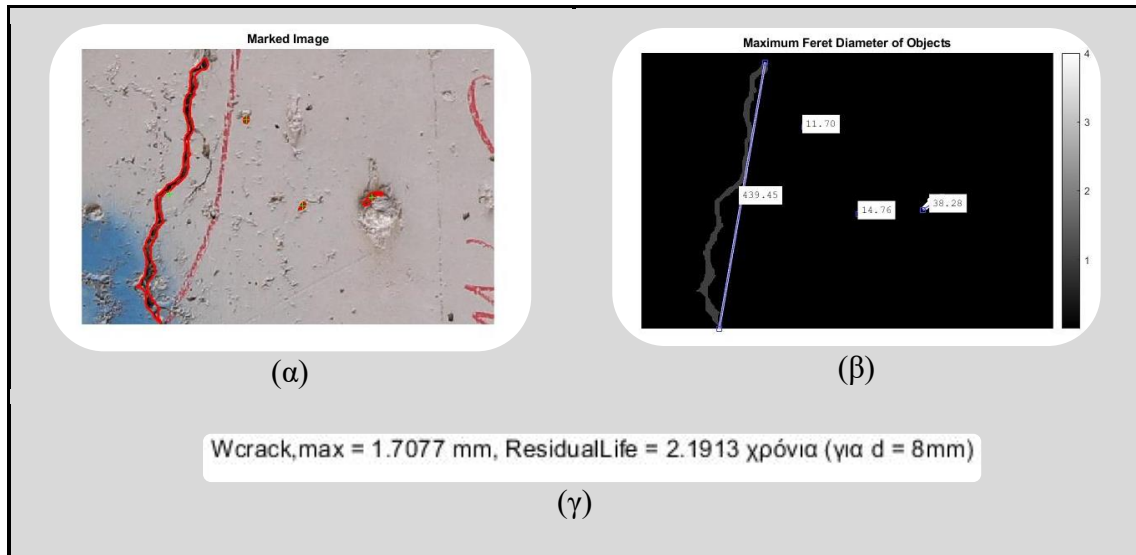 Marked Image
Maximum Feret Diameter of Objects
4
11.70
3
439.45
2
14.76
38.28
1
(α)
(β)
Wcrack,max = 1.7077 mm, ResidualLife = 2.1913 χρόνια (για d = 8mm)
(γ)